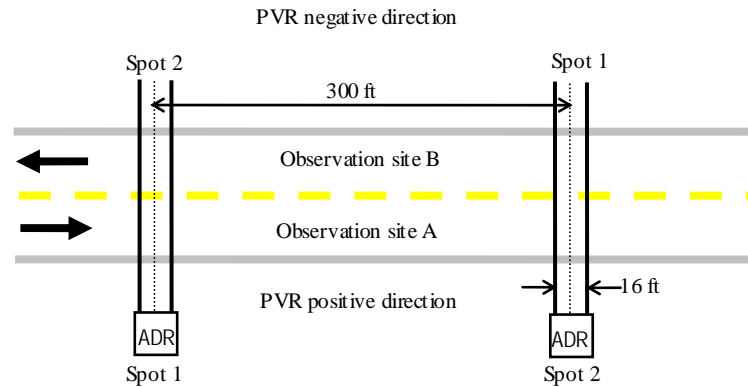 PVR negative direction
Spot 2
Spot 1
300 ft
Observation site B
Observation site A
PVR positive direction
16 ft
ADR
ADR
Spot 1
Spot 2